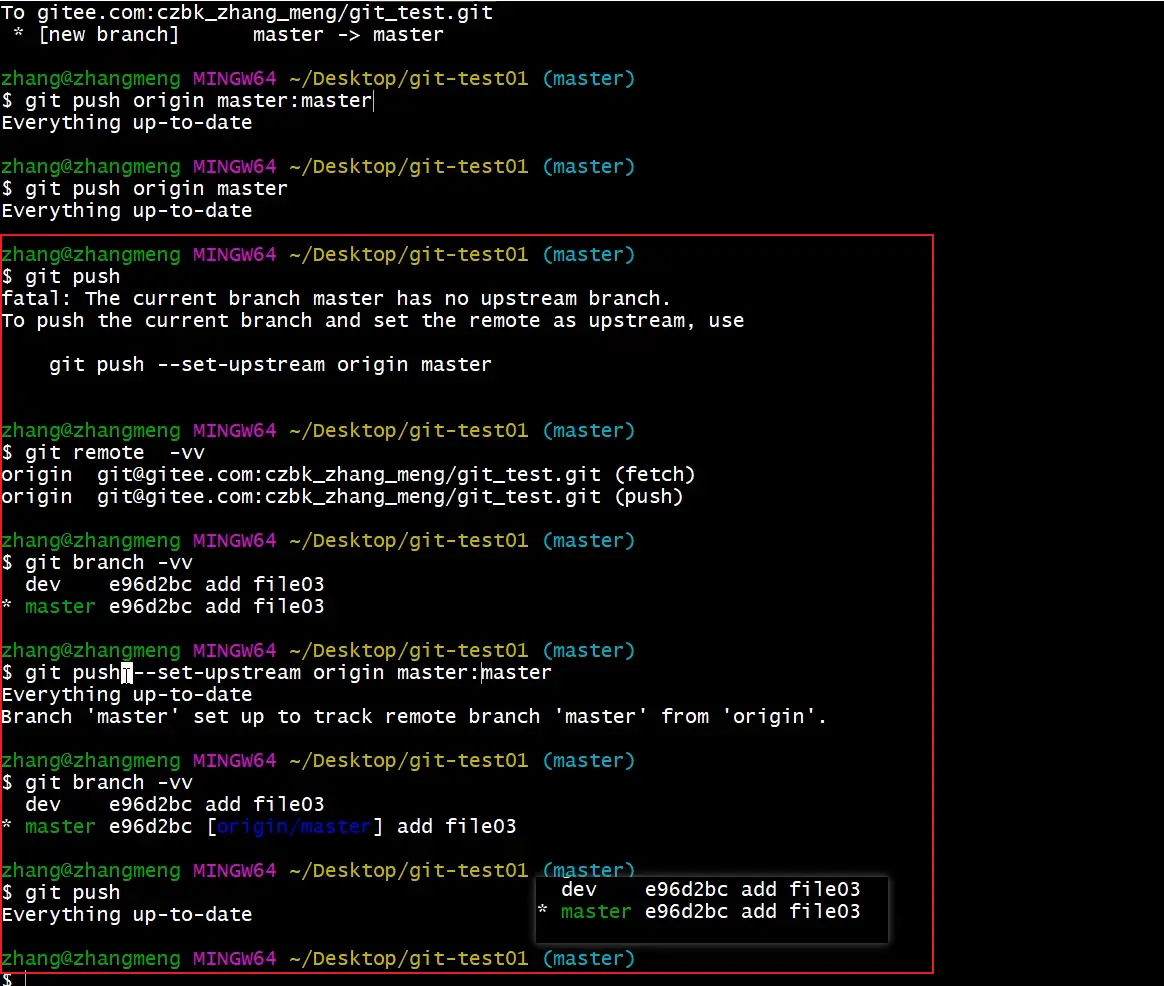 To gitee.com:czbk_zhang_meng/git_test.git
 * [new branch]      master -> master
zhang@zhangmeng MINGW64 ~/Desktop/git-test01 (master)
$ git push origin master:master
Everything up-to-date
zhang@zhangmeng MINGW64 ~/Desktop/git-test01 (master)
$ git push origin master
Everything up-to-date
zhang@zhangmeng MINGW64 ~/Desktop/git-test01 (master)
$ git push
fatal: The current branch master has no upstream branch.
To push the current branch and set the remote as upstream, use
    git push --set-upstream origin master
zhang@zhangmeng MINGW64 ~/Desktop/git-test01 (master)
$ git remote  -vv
origin  git@gitee.com:czbk_zhang_meng/git_test.git (fetch)
origin  git@gitee.com:czbk_zhang_meng/git_test.git (push)
zhang@zhangmeng MINGW64 ~/Desktop/git-test01 (master)
$ git branch -vv
  dev    e96d2bc add file03
* master e96d2bc add file03
zhang@zhangmeng MINGW64 ~/Desktop/git-test01 (master)
$ git push --set-upstream origin master:master
Everything up-to-date
Branch 'master' set up to track remote branch 'master' from 'origin'.
zhang@zhangmeng MINGW64 ~/Desktop/git-test01 (master)
$ git branch -vv
  dev    e96d2bc add file03
* master e96d2bc [origin/master] add file03
zhang@zhangmeng MINGW64 ~/Desktop/git-test01 (master)
$ git push
Everything up-to-date
  dev    e96d2bc add file03
* master e96d2bc add file03
zhang@zhangmeng MINGW64 ~/Desktop/git-test01 (master)
$